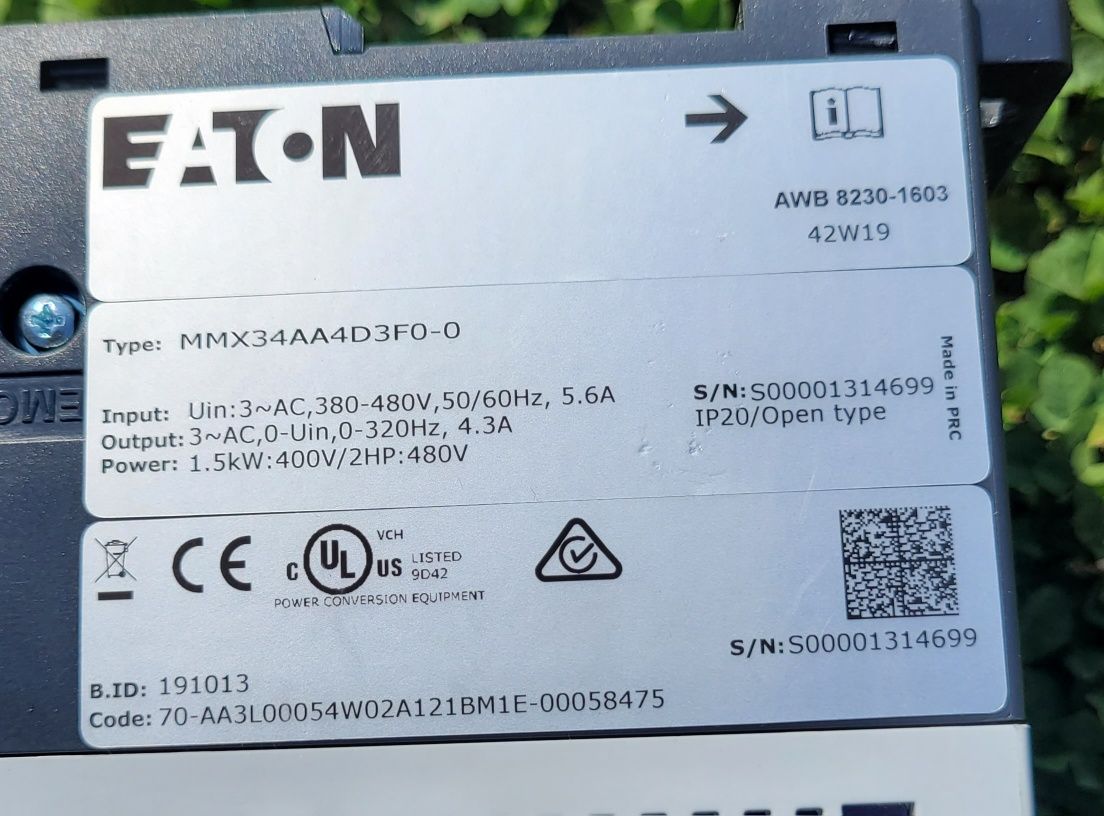 EATON
i
AWB 8230-1603
42W19
Type: MMX34AA4D3F0-0
Input: Uin:3~AC,380-480V,50/60Hz, 5.6A
Output: 3~AC,0-Uin,0-320Hz, 4.3A
Power: 1.5kW:400V/2HP:480V
S/N: S00001314699
IP20/Open type
Made in PRC
CE
c UL US
VCH
LISTED
9D42
POWER CONVERSION EQUIPMENT
S/N: S00001314699
B.ID: 191013
Code: 70-AA3L00054W02A121BM1E-00058475